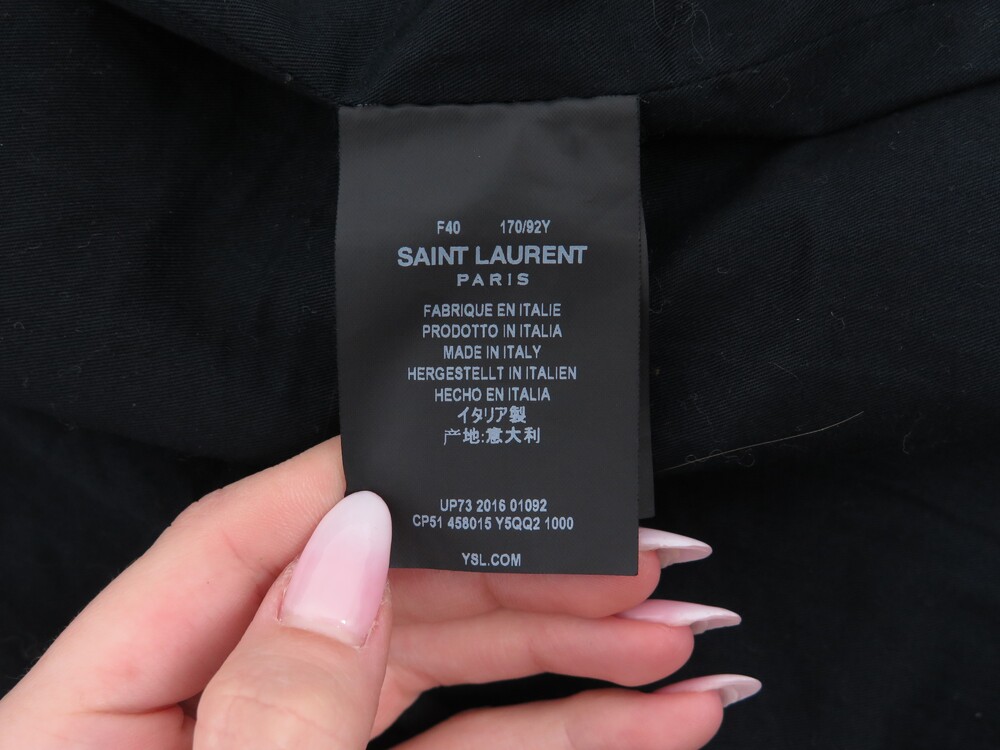 F40 170/92Y
SAINT LAURENT
PARIS
FABRIQUE EN ITALIE
PRODOTTO IN ITALIA
MADE IN ITALY
HERGESTELLT IN ITALIEN
HECHO EN ITALIA
イタリア製
产地:意大利
UP73 2016 01092
CP51 458015 Y5QQ2 1000
YSL.COM